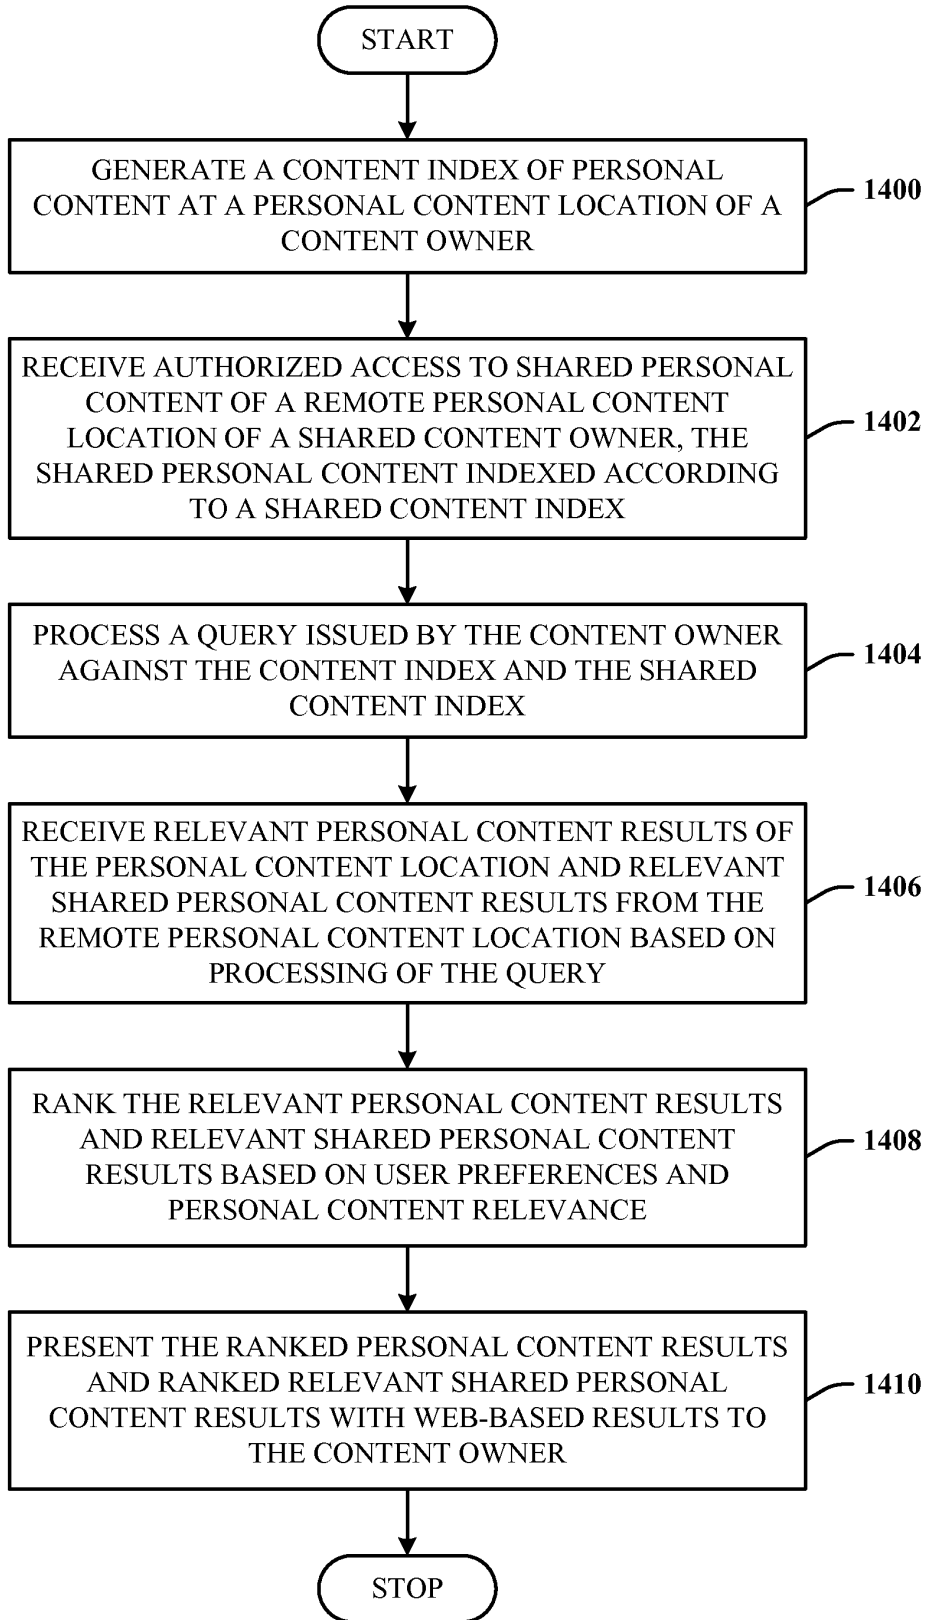 START
GENERATE A CONTENT INDEX OF PERSONAL
CONTENT AT A PERSONAL CONTENT LOCATION OF A
CONTENT OWNER
1400
RECEIVE AUTHORIZED ACCESS TO SHARED PERSONAL
CONTENT OF A REMOTE PERSONAL CONTENT
LOCATION OF A SHARED CONTENT OWNER, THE
SHARED PERSONAL CONTENT INDEXED ACCORDING
TO A SHARED CONTENT INDEX
1402
PROCESS A QUERY ISSUED BY THE CONTENT OWNER
AGAINST THE CONTENT INDEX AND THE SHARED
CONTENT INDEX
1404
RECEIVE RELEVANT PERSONAL CONTENT RESULTS OF
THE PERSONAL CONTENT LOCATION AND RELEVANT
SHARED PERSONAL CONTENT RESULTS FROM THE
REMOTE PERSONAL CONTENT LOCATION BASED ON
PROCESSING OF THE QUERY
1406
RANK THE RELEVANT PERSONAL CONTENT RESULTS
AND RELEVANT SHARED PERSONAL CONTENT
RESULTS BASED ON USER PREFERENCES AND
PERSONAL CONTENT RELEVANCE
1408
PRESENT THE RANKED PERSONAL CONTENT RESULTS
AND RANKED RELEVANT SHARED PERSONAL
CONTENT RESULTS WITH WEB-BASED RESULTS TO
THE CONTENT OWNER
1410
STOP